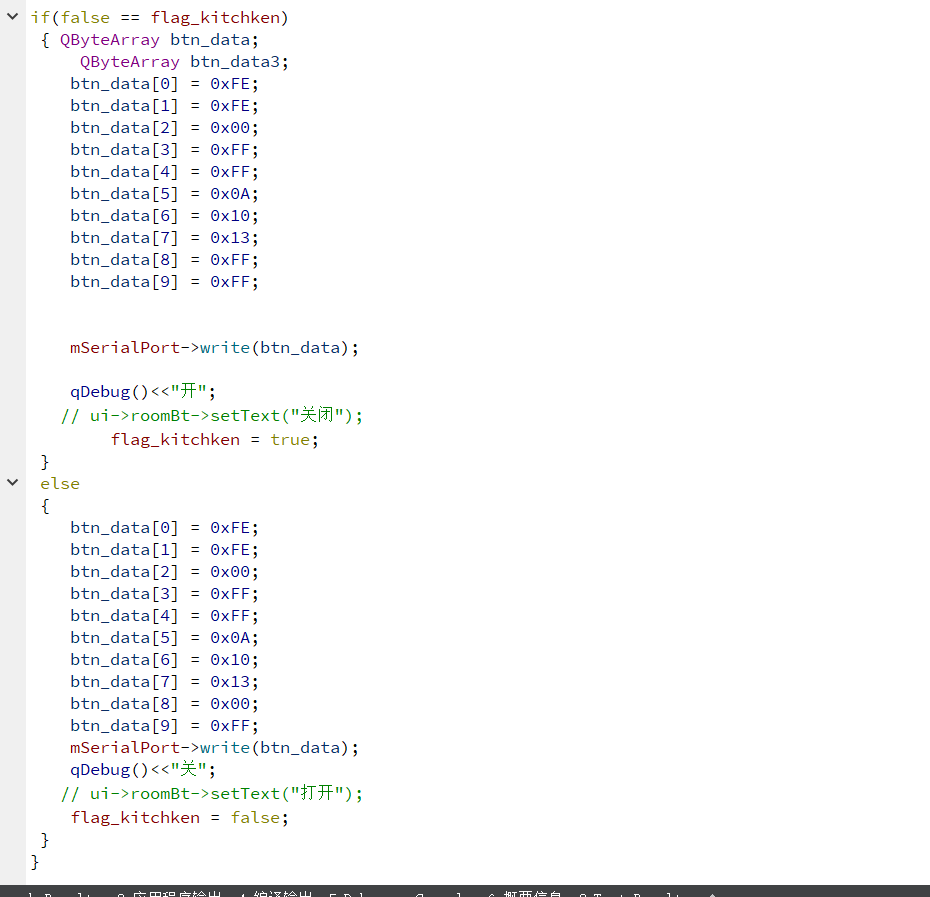 if(false == flag_kitchken)
{ QByteArray btn_data;
QByteArray btn_data3;
btn_data[0] = 0xFE;
btn_data[1] = 0xFE;
btn_data[2] = 0x00;
btn_data[3] = 0xFF;
btn_data[4] = 0xFF;
btn_data[5] = 0x0A;
btn_data[6] = 0x10;
btn_data[7] = 0x13;
btn_data[8] = 0xFF;
btn_data[9] = 0xFF;
mSerialPort->write(btn_data);
qDebug()<<"开";
// ui->roomBt->setText("关闭");
flag_kitchken = true;
}
else
{
btn_data[0] = 0xFE;
btn_data[1] = 0xFE;
btn_data[2] = 0x00;
btn_data[3] = 0xFF;
btn_data[4] = 0xFF;
btn_data[5] = 0x0A;
btn_data[6] = 0x10;
btn_data[7] = 0x13;
btn_data[8] = 0x00;
btn_data[9] = 0xFF;
mSerialPort->write(btn_data);
qDebug()<<"关";
// ui->roomBt->setText("打开");
flag_kitchken = false;
}
}